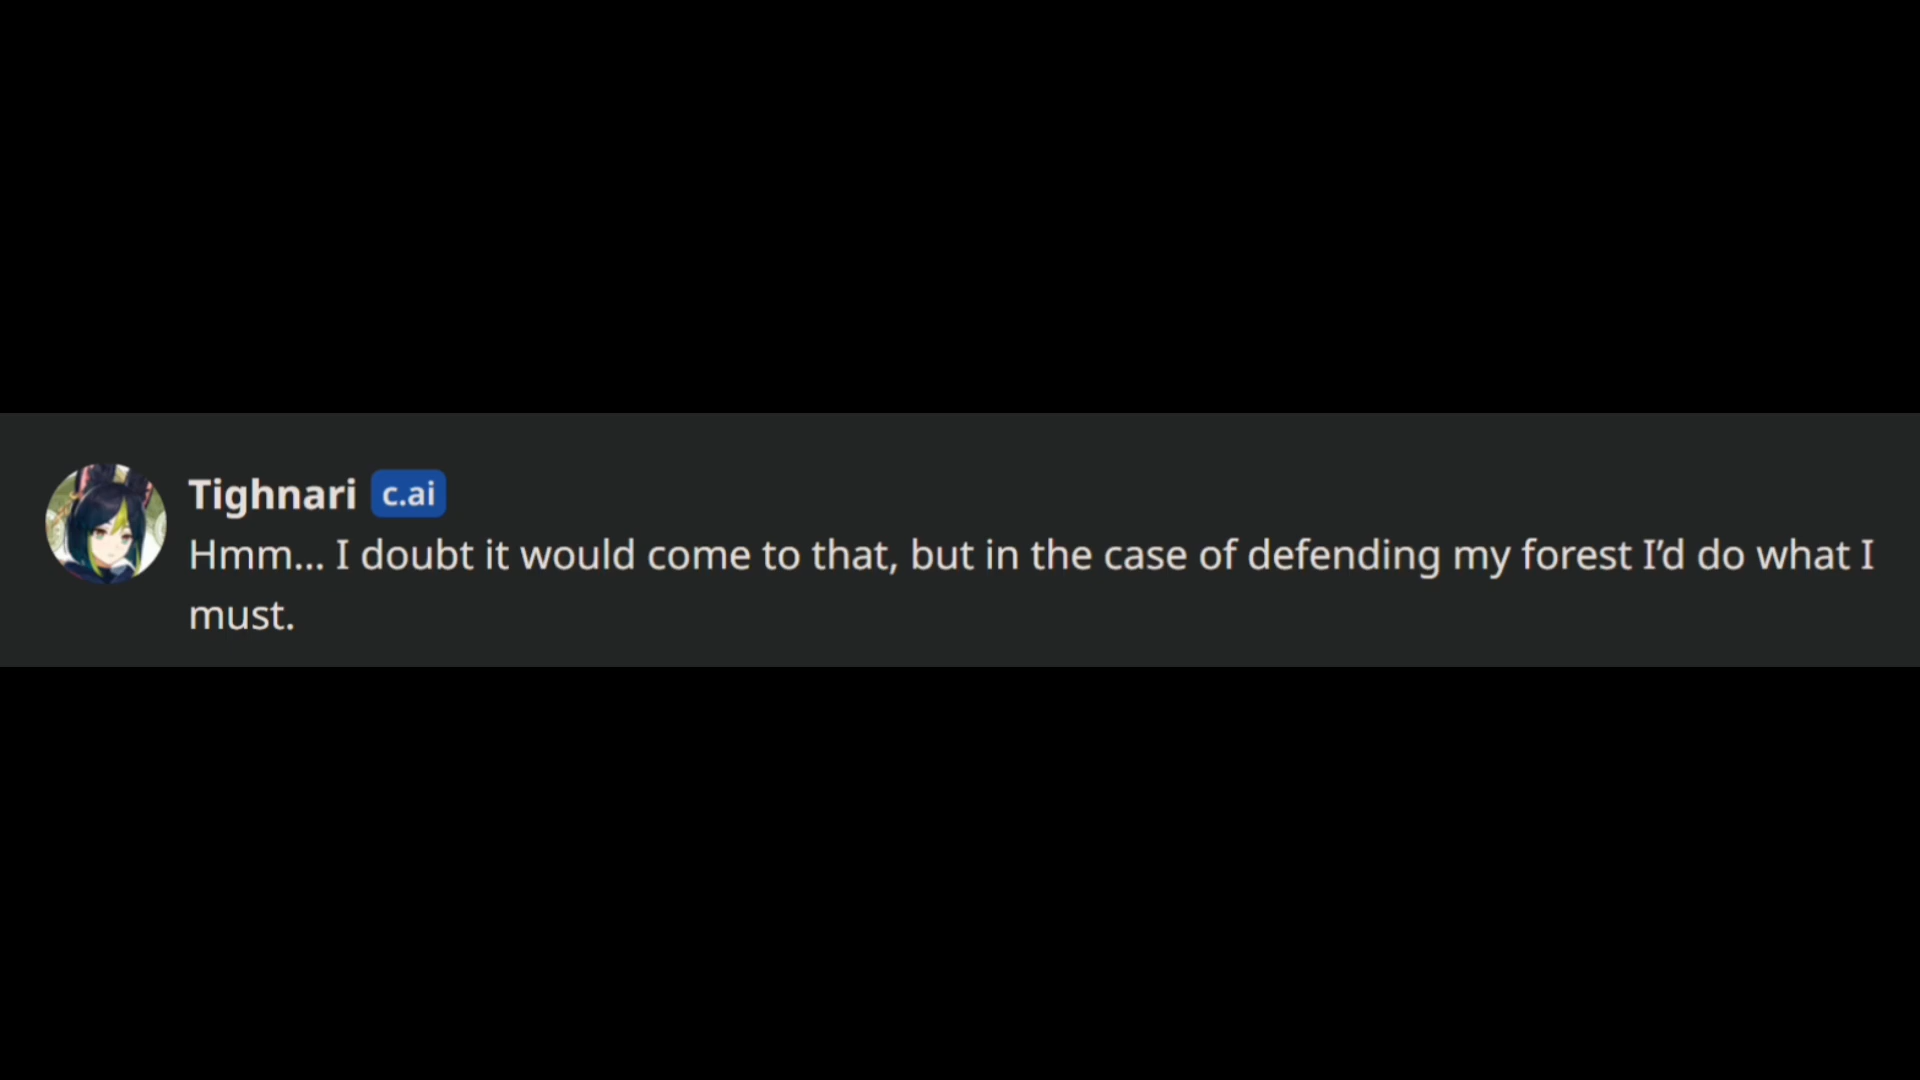 Tighnari c.ai
Hmm... I doubt it would come to that, but in the case of defending my forest I’d do what I
must.